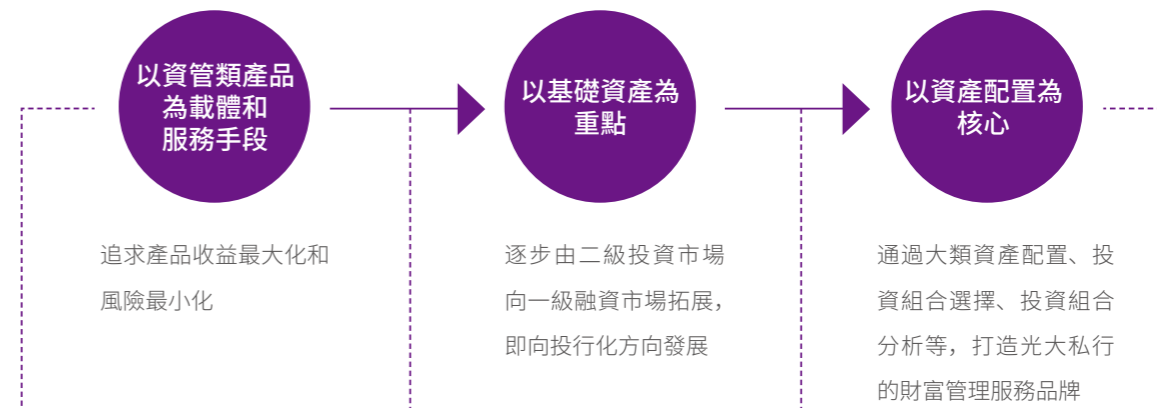 以資管類產品
為載體和
服務手段
追求產品收益最大化和
風險最小化
以基礎資產為
重點
逐步由二級投資市場
向一級融資市場拓展，
即向投行化方向發展
以資產配置為
核心
通過大類資產配置、投
資組合選擇、投資組合
分析等，打造光大私行
的財富管理服務品牌